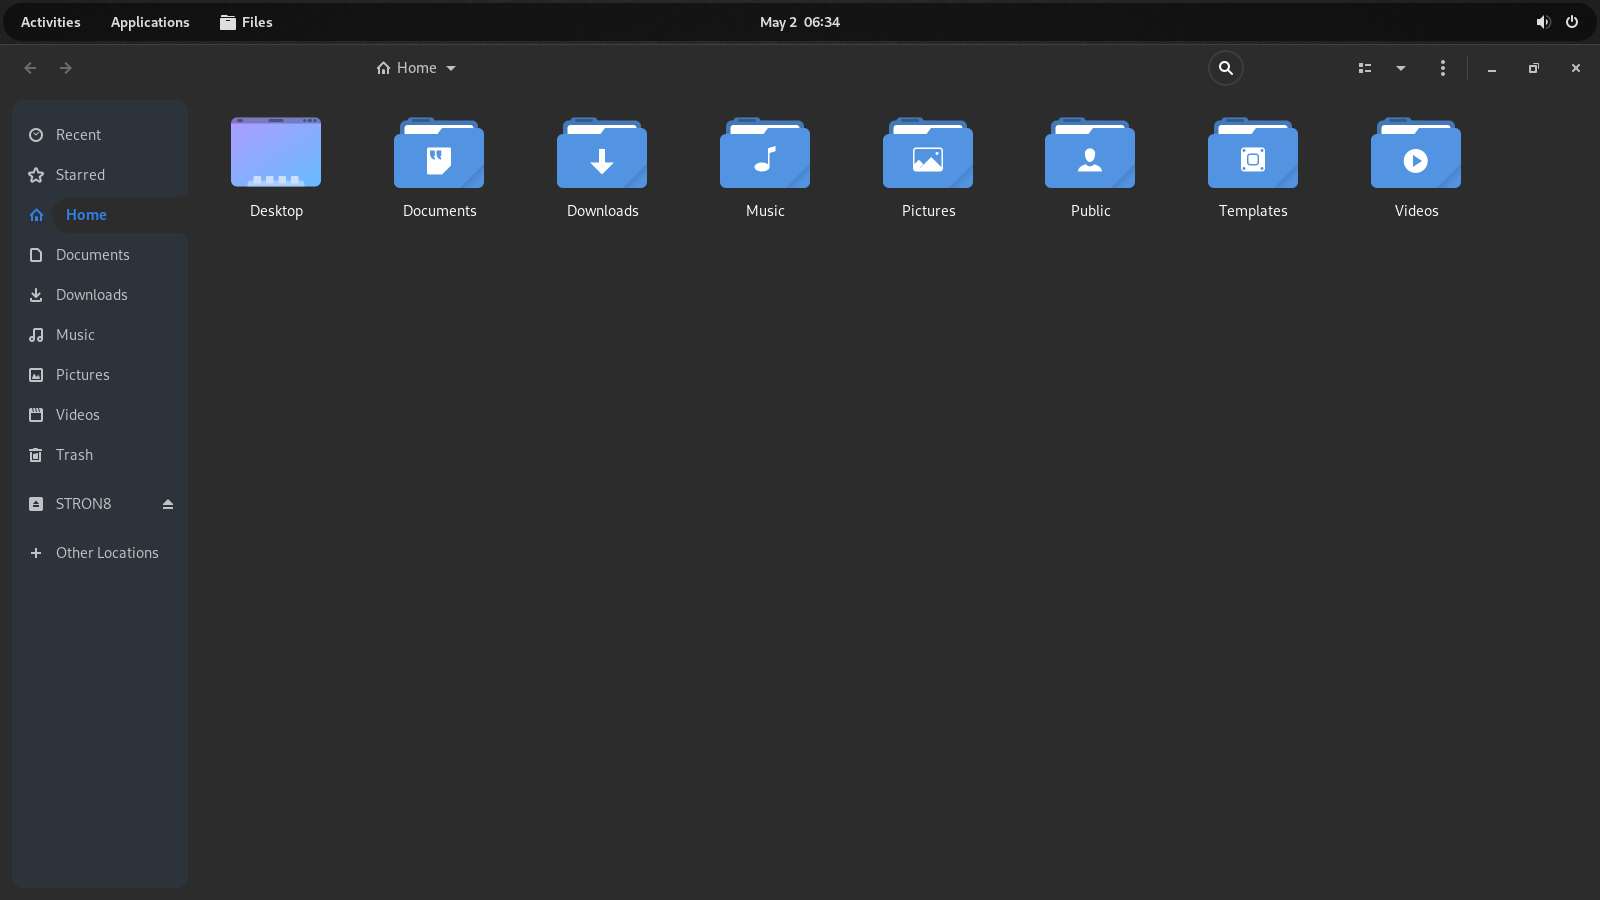 Activities Applications Files May 2 06:34
Home
Recent
Starred
Home
Documents
Downloads
Music
Pictures
Videos
Trash
STRON8
Other Locations
Desktop Documents Downloads Music Pictures Public Templates Videos